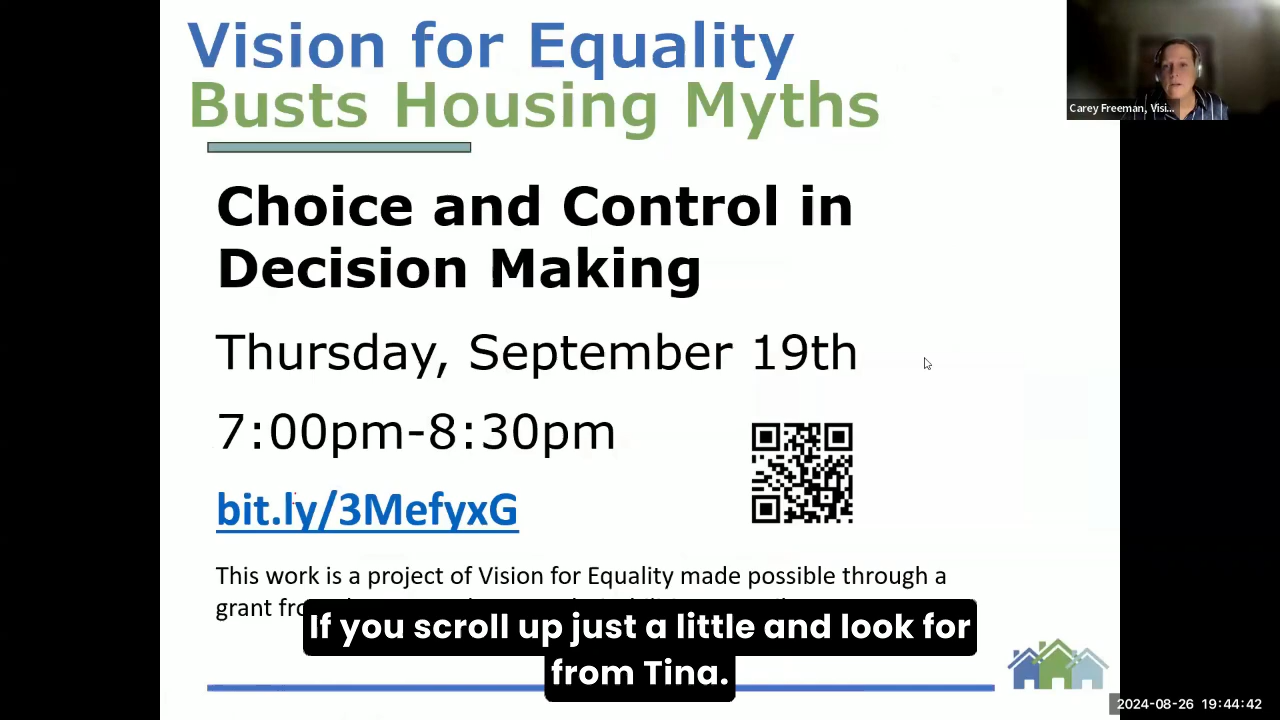 Vision for Equality
Busts Housing Myths
Carey Freeman, Visi...
Choice and Control in
Decision Making
Thursday, September 19th
7:00pm-8:30pm
bit.ly/3MefyxG
This work is a project of Vision for Equality made possible through a
grant
If you scroll up just a little and look for
from Tina.
2024-08-26 19:44:42